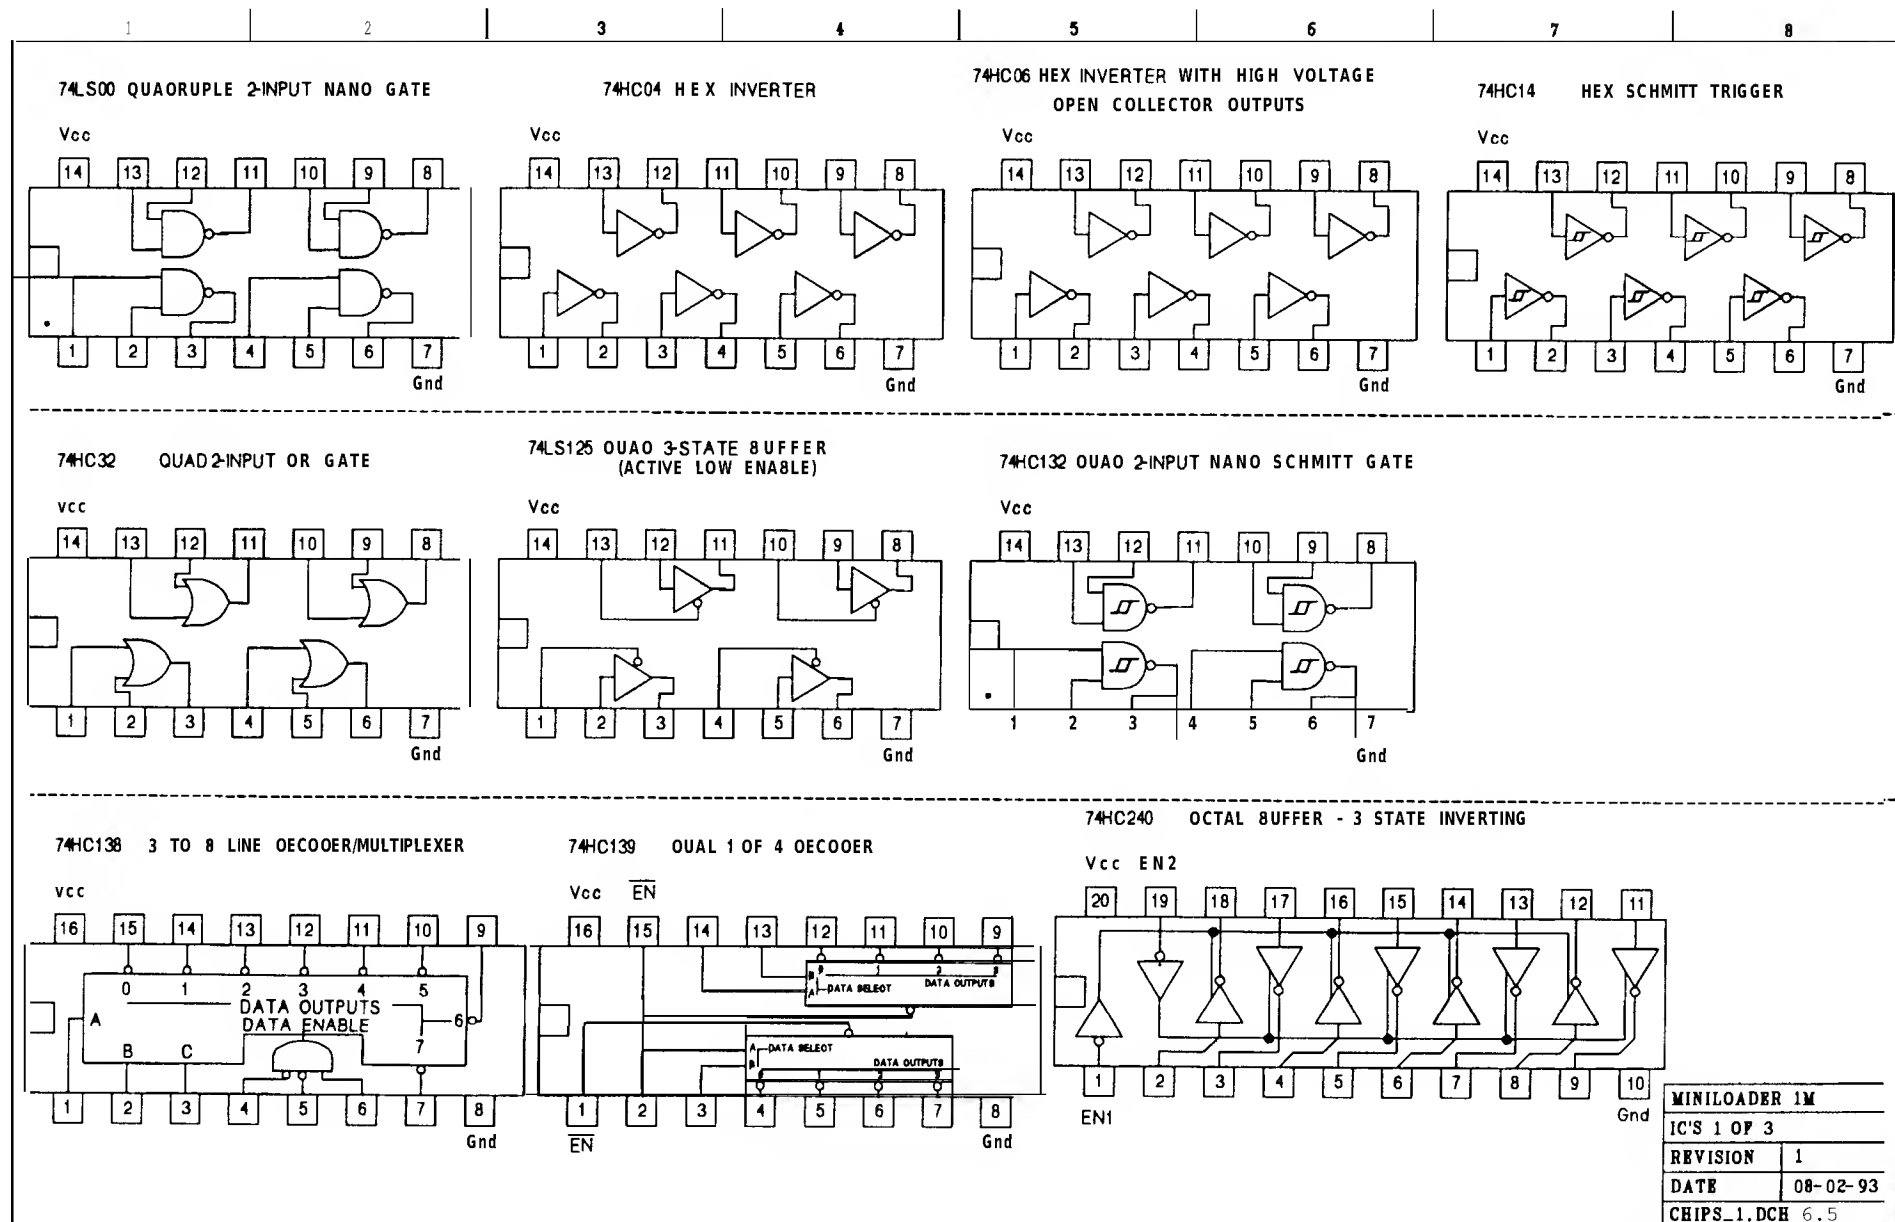 1 2 3 4 5 6 7 8
74LS00 QUAORUPLE 2-INPUT NANO GATE
74HC04 HEX INVERTER
74HC06 HEX INVERTER WITH HIGH VOLTAGE
OPEN COLLECTOR OUTPUTS
74HC14 HEX SCHMITT TRIGGER
Vcc Vcc Vcc Vcc
14 13 12 11 10 9 8
14 13 12 11 10 9 8
14 13 12 11 10 9 8
14 13 12 11 10 9 8
1 2 3 4 5 6 7
1 2 3 4 5 6 7
1 2 3 4 5 6 7
1 2 3 4 5 6 7
Gnd Gnd Gnd Gnd
74HC32 QUAD 2-INPUT OR GATE
74LS125 OUAO 3-STATE 8UFFER
(ACTIVE LOW ENA8LE)
74HC132 OUAO 2-INPUT NANO SCHMITT GATE
vcc Vcc Vcc
14 13 12 11 10 9 8
14 13 12 11 10 9 8
14 13 12 11 10 9 8
1 2 3 4 5 6 7
1 2 3 4 5 6 7
1 2 3 4 5 6 7
Gnd Gnd Gnd
74HC138 3 TO 8 LINE OECOOER/MULTIPLEXER
vcc
16 15 14 13 12 11 10 9
0 1 2 3 4 5
DATA OUTPUTS
A DATA ENABLE 6
7
B C
1 2 3 4 5 6 7 8
Gnd
74HC139 OUAL 1 OF 4 OECOOER
Vcc EN
16 15 14 13 12 11 10 9
1 2
B
A DATA SELECT DATA OUTPUTS
A DATA SELECT
B DATA OUTPUTS
1 2 3 4 5 6 7 8
EN Gnd
74HC240 OCTAL 8UFFER - 3 STATE INVERTING
Vcc EN2
20 19 18 17 16 15 14 13 12 11
1 2 3 4 5 6 7 8 9 10
EN1 Gnd
MINILOADER 1M
IC'S 1 OF 3
REVISION 1
DATE 08-02-93
CHIPS_1.DCH 6.5